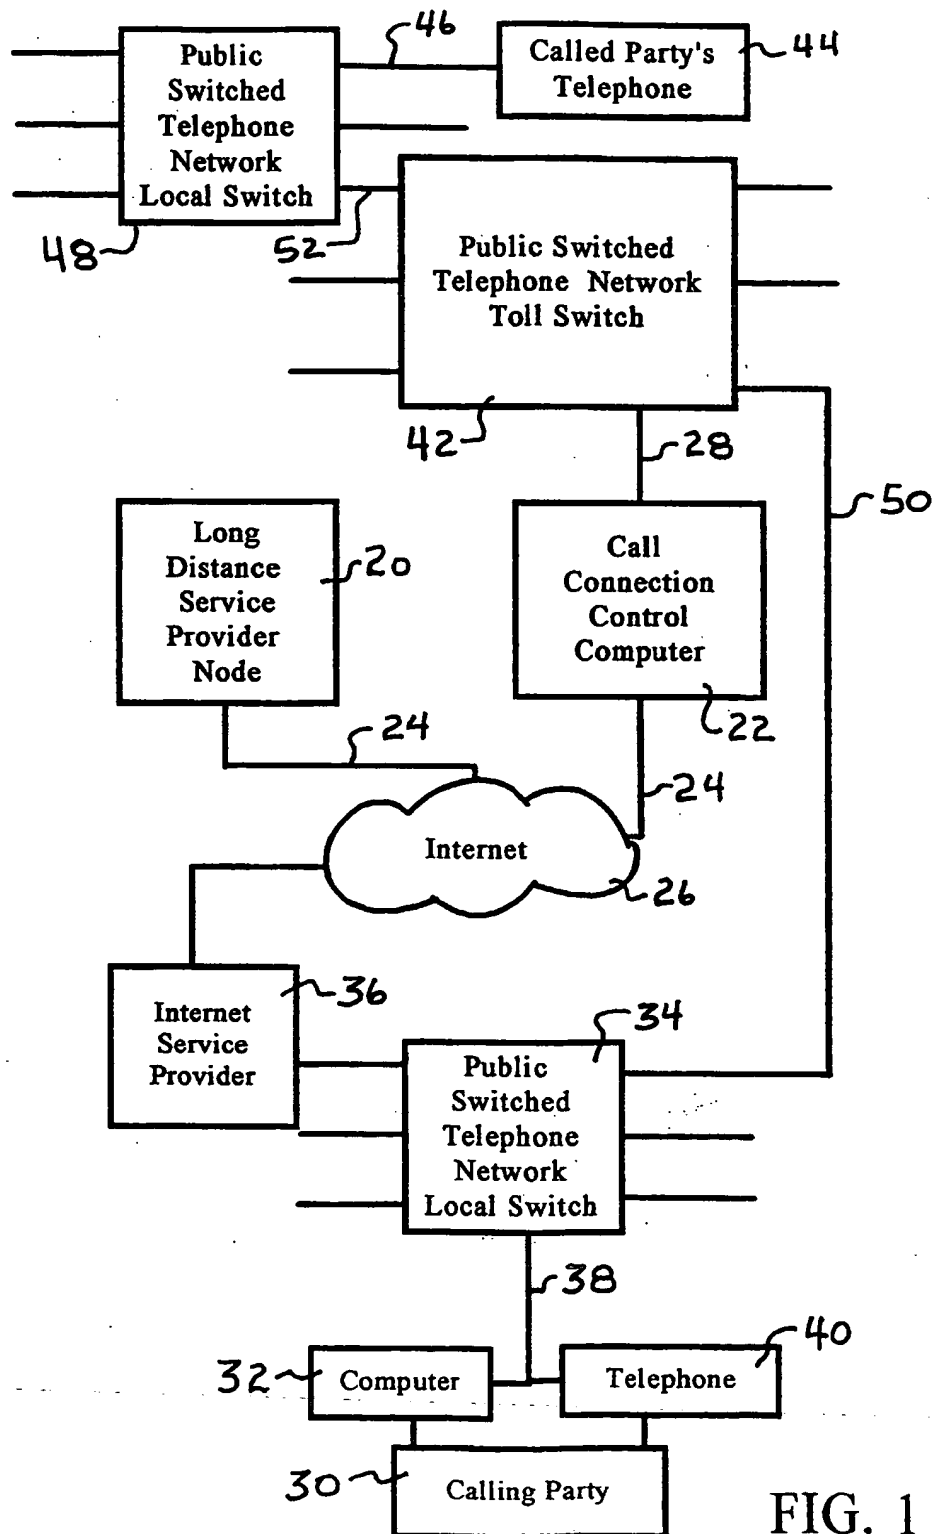 46
Public
Switched
Telephone
Network
Local Switch
Called Party's
Telephone
44
48
52
Public Switched
Telephone Network
Toll Switch
42
28
50
Long
Distance
Service
Provider
Node
20
Call
Connection
Control
Computer
22
24
24
Internet
26
36
Internet
Service
Provider
34
Public
Switched
Telephone
Network
Local Switch
38
40
32
Computer
Telephone
30
Calling Party
FIG. 1